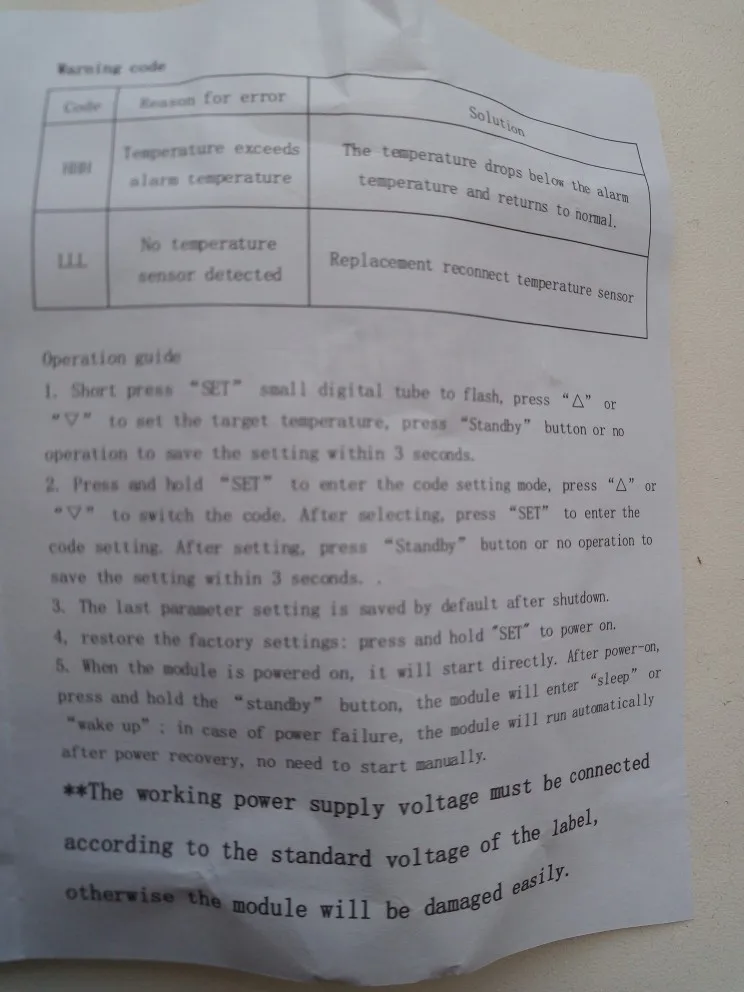 Warning code
Code Reason for error Solution
HHH Temperature exceeds alarm temperature The temperature drops below the alarm temperature and returns to normal.
LLL No temperature sensor detected Replacement reconnect temperature sensor
Operation guide
1. Short press “SET” small digital tube to flash, press “△” or
“▽” to set the target temperature, press “Standby” button or no
operation to save the setting within 3 seconds.
2. Press and hold “SET” to enter the code setting mode, press “△” or
“▽” to switch the code. After selecting, press “SET” to enter the
code setting. After setting, press “Standby” button or no operation to
save the setting within 3 seconds. .
3. The last parameter setting is saved by default after shutdown.
4, restore the factory settings: press and hold "SET" to power on.
5. When the module is powered on, it will start directly. After power-on,
press and hold the “standby” button, the module will enter “sleep” or
“wake up” ; in case of power failure, the module will run automatically
after power recovery, no need to start manually.
**The working power supply voltage must be connected
according to the standard voltage of the label,
otherwise the module will be damaged easily.